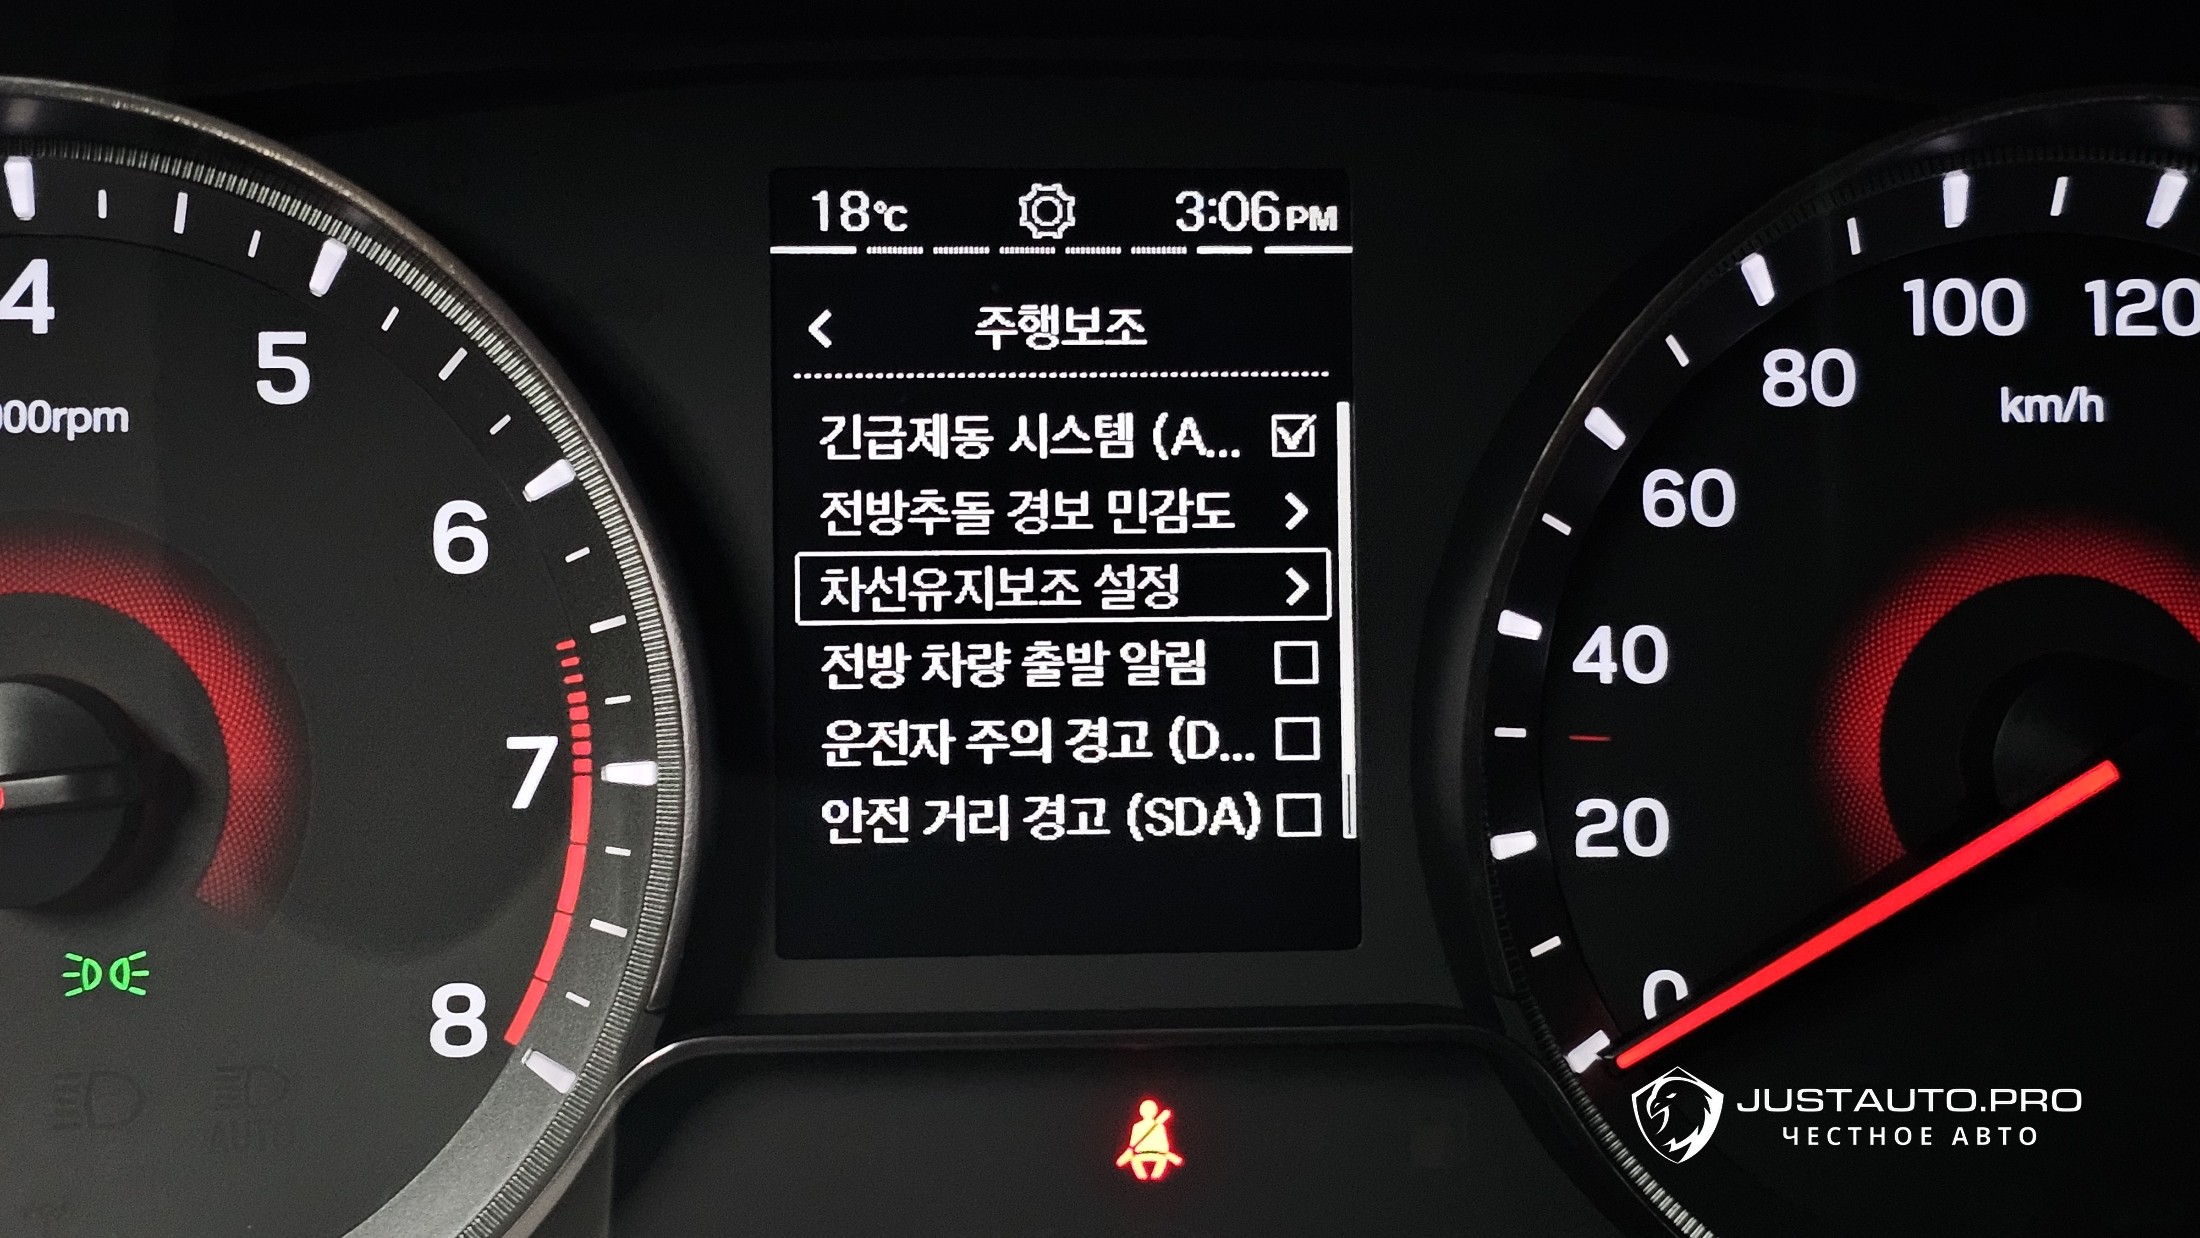 18℃ 3:06PM
주행보조
긴급제동 시스템 (A...
전방추돌 경보 민감도
차선유지보조 설정
전방 차량 출발 알림
운전자 주의 경고 (D...
안전 거리 경고 (SDA)
4
5
6
7
8
000rpm
120
100
80
60
40
20
0
km/h
AUTO
JUSTAUTO.PRO
ЧЕСТНОЕ АВТО